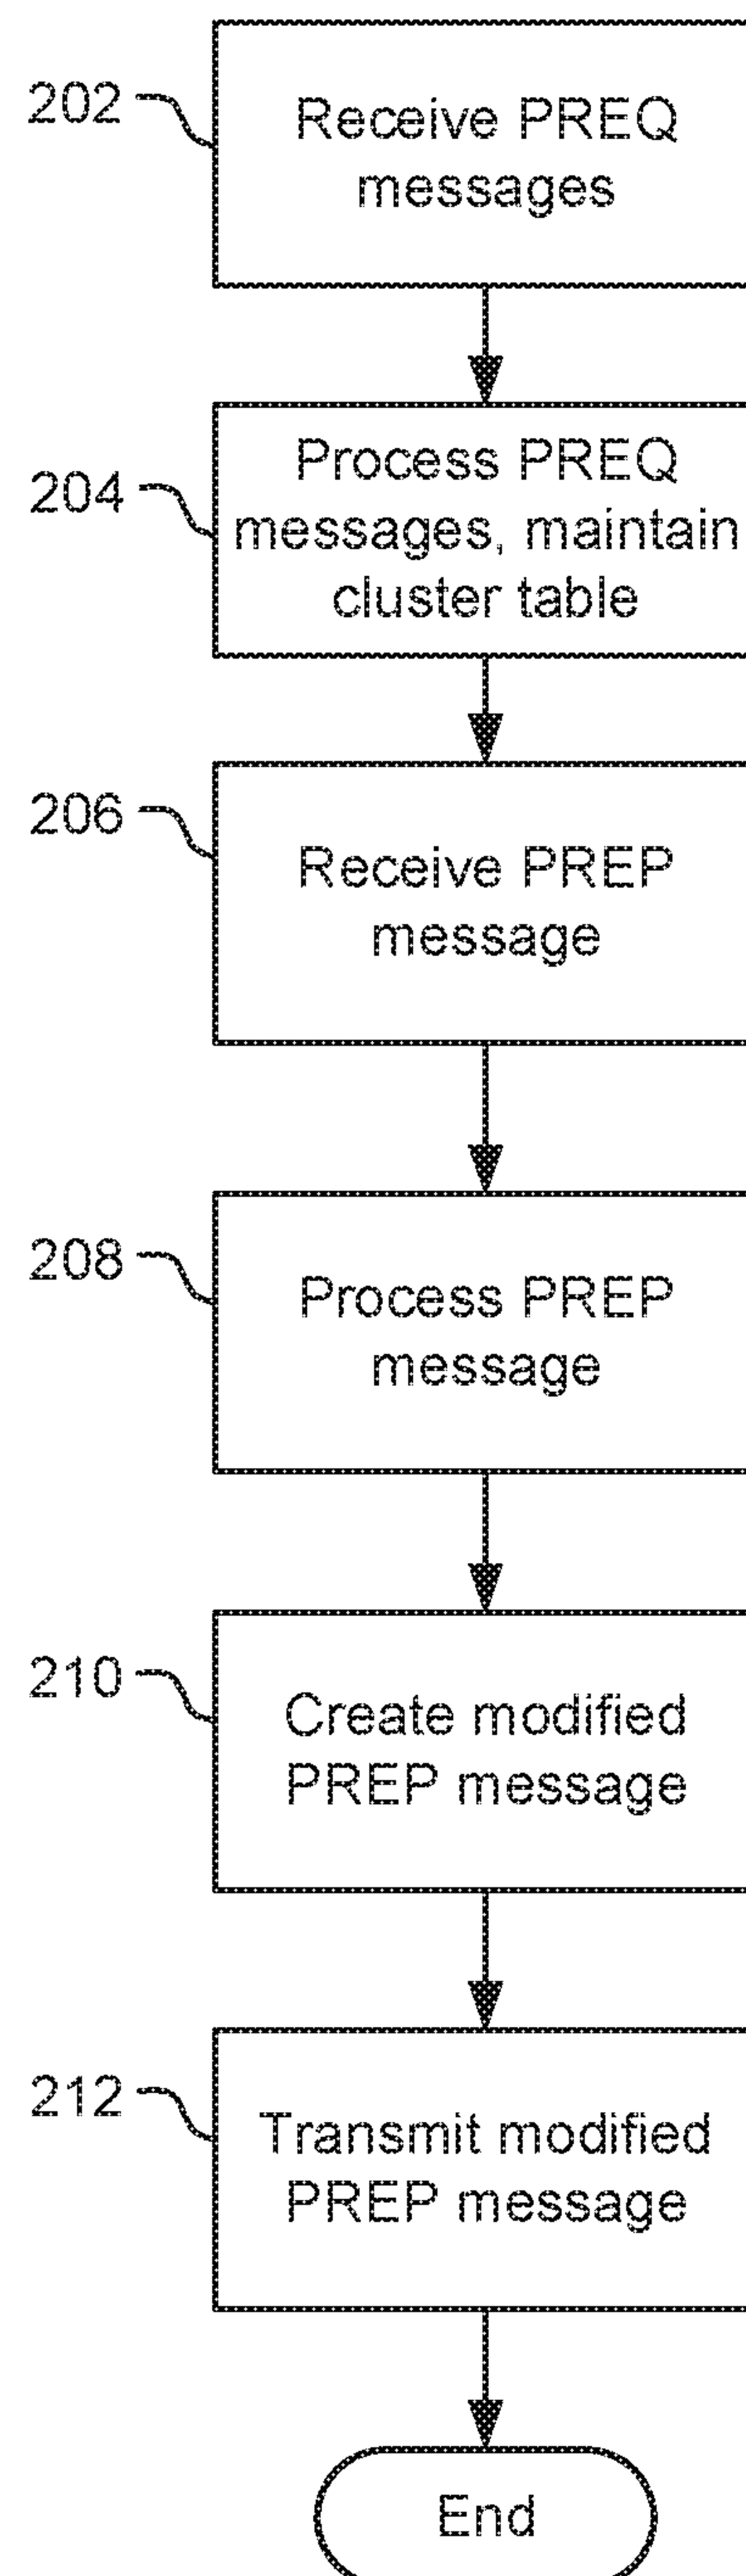 202
Receive PREQ
messages
204
Process PREQ
messages, maintain
cluster table
206
Receive PREP
message
208
Process PREP
message
210
Create modified
PREP message
212
Transmit modified
PREP message
End